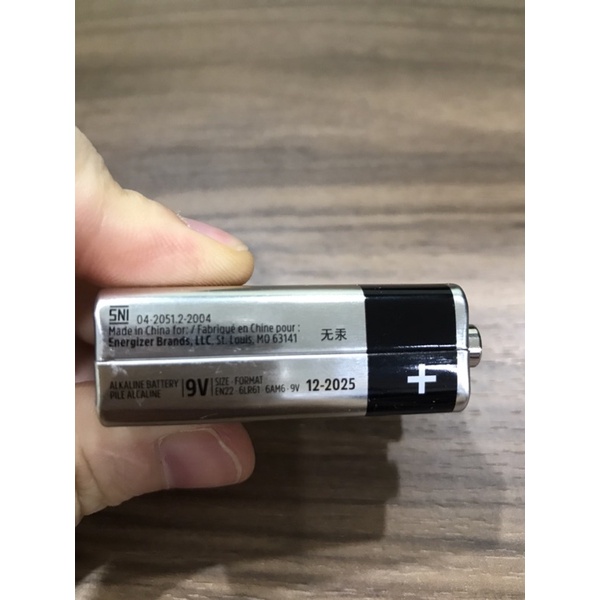 SNI 04-2051.2-2004
Made in China for: / Fabriqué en Chine pour :
Energizer Brands, LLC, St. Louis, MO 63141
无汞
ALKALINE BATTERY
PILE ALCALINE
9V
SIZE · FORMAT
EN22 · 6LR61 · 6AM6 · 9V
12-2025
+